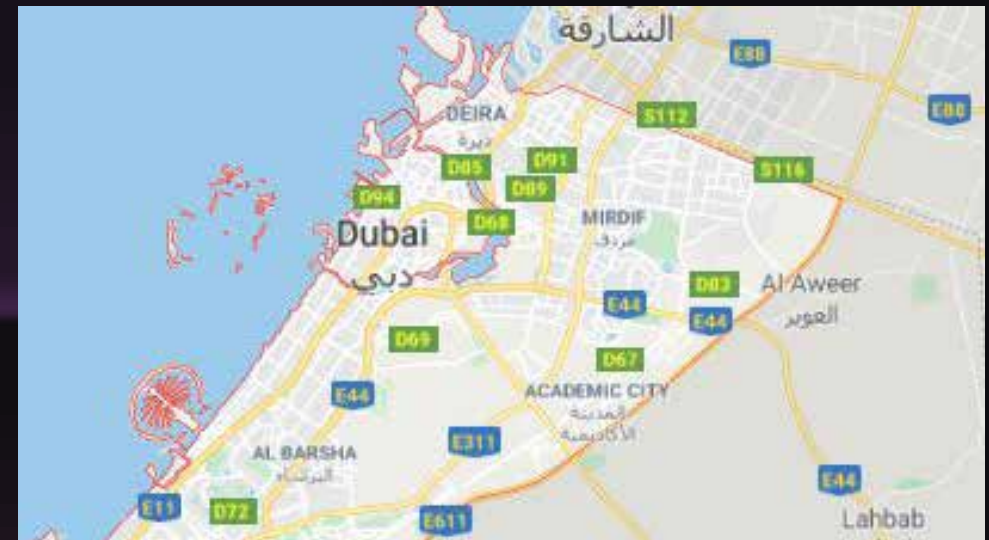 الشارقة
E88
E88
DEIRA
ديرة
S112
D85
D91
S116
D94
D89
D68
MIRDIF
مردف
Dubai
دبي
D83
Al Aweer
العوير
E44
E44
D69
D67
E44
ACADEMIC CITY
المدينة
الأكاديمية
E311
AL BARSHA
البرشاء
E44
E11
D72
E611
Lahbab